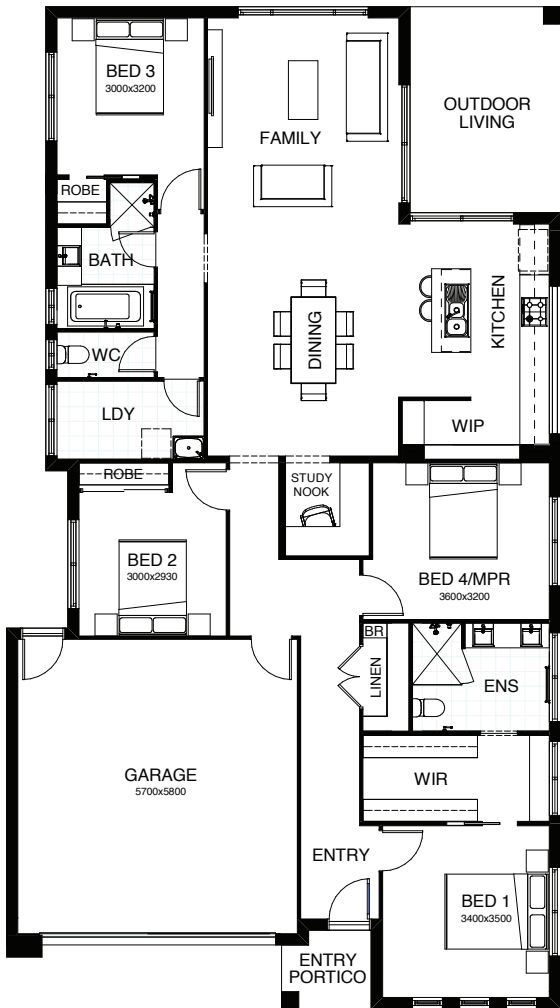 BED 3
3000x3200
FAMILY
OUTDOOR
LIVING
ROBE
BATH
KITCHEN
DINING
WC
LDY
WIP
ROBE
STUDY
NOOK
BED 2
3000x2930
BED 4/MPR
3600x3200
BR
LINEN
ENS
GARAGE
5700x5800
WIR
ENTRY
BED 1
3400x3500
ENTRY
PORTICO